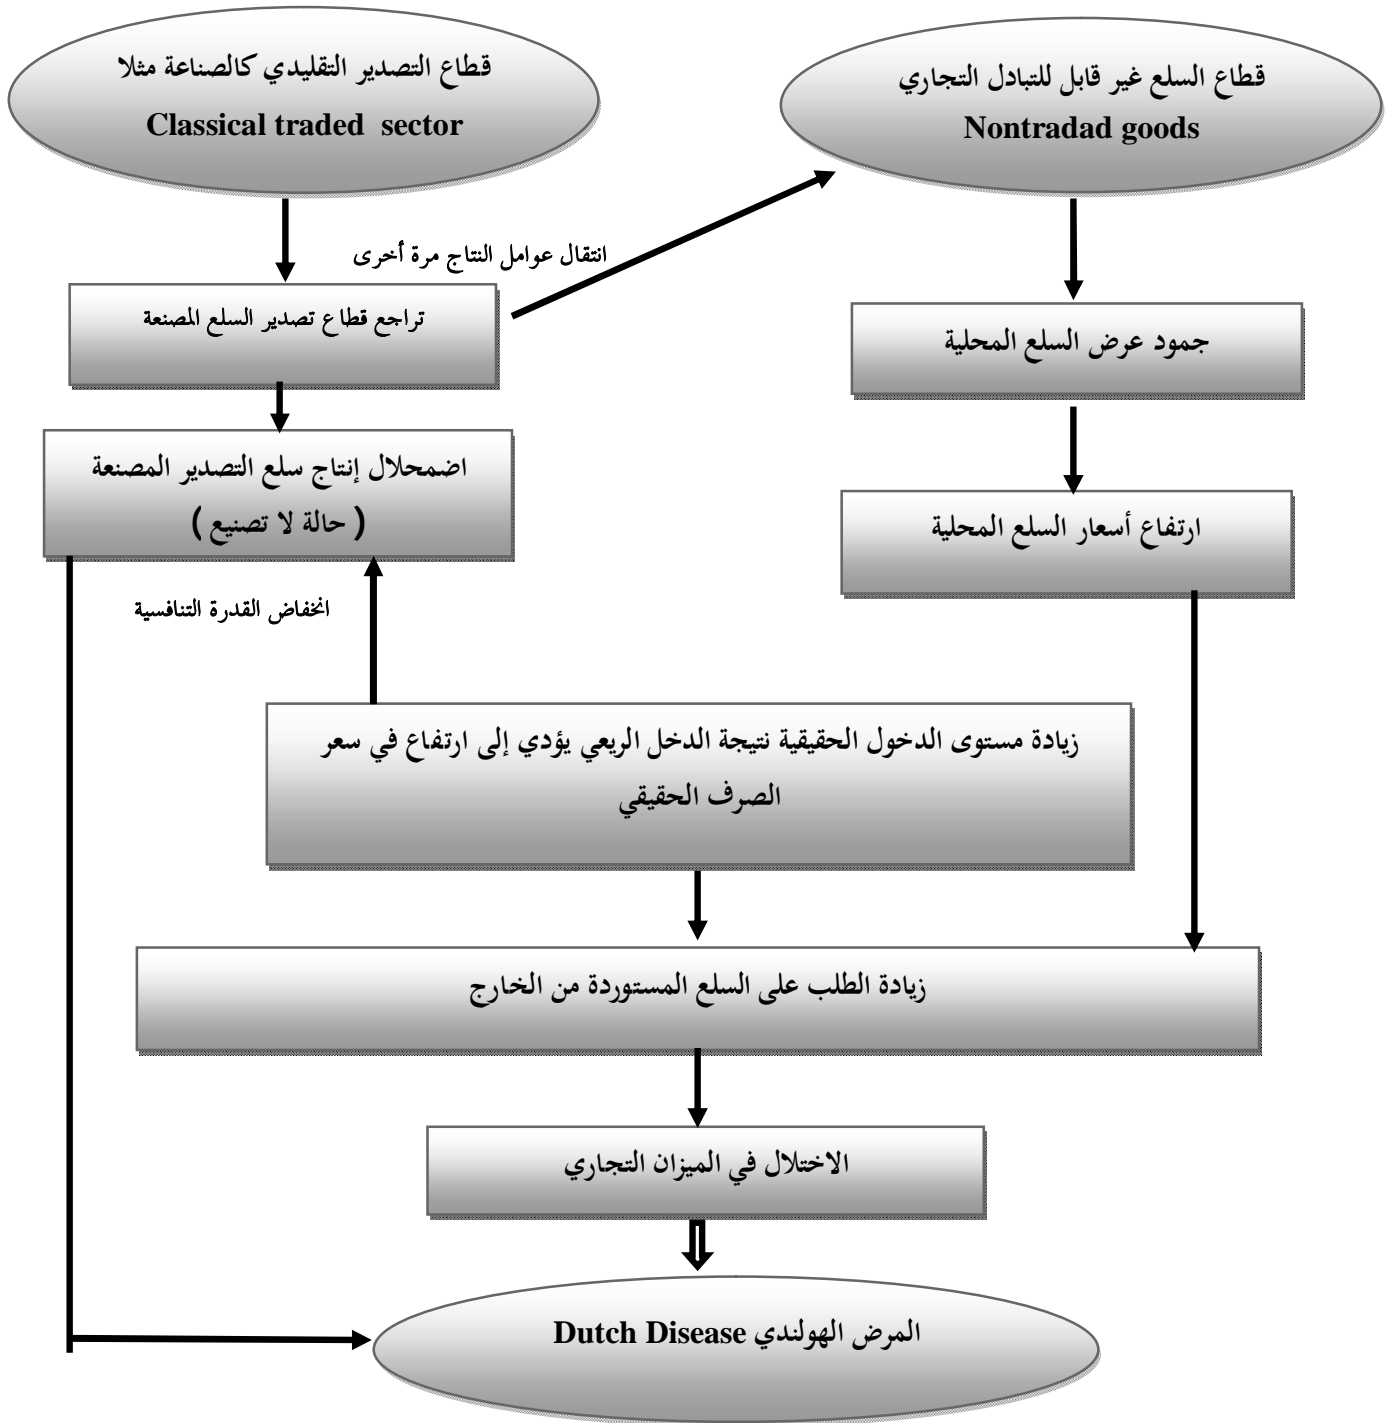 قطاع التصدير التقليدي كالصناعة مثلا
Classical traded sector
قطاع السلع غير قابل للتبادل التجاري
Nontradad goods
انتقال عوامل النتاج مرة أخرى
تراجع قطاع تصدير السلع المصنعة
جمود عرض السلع المحلية
اضمحلال إنتاج سلع التصدير المصنعة
( حالة لا تصنيع )
ارتفاع أسعار السلع المحلية
انخفاض القدرة التنافسية
زيادة مستوى الدخول الحقيقية نتيجة الدخل الريعي يؤدي إلى ارتفاع في سعر
الصرف الحقيقي
زيادة الطلب على السلع المستوردة من الخارج
الاختلال في الميزان التجاري
المرض الهولندي Dutch Disease